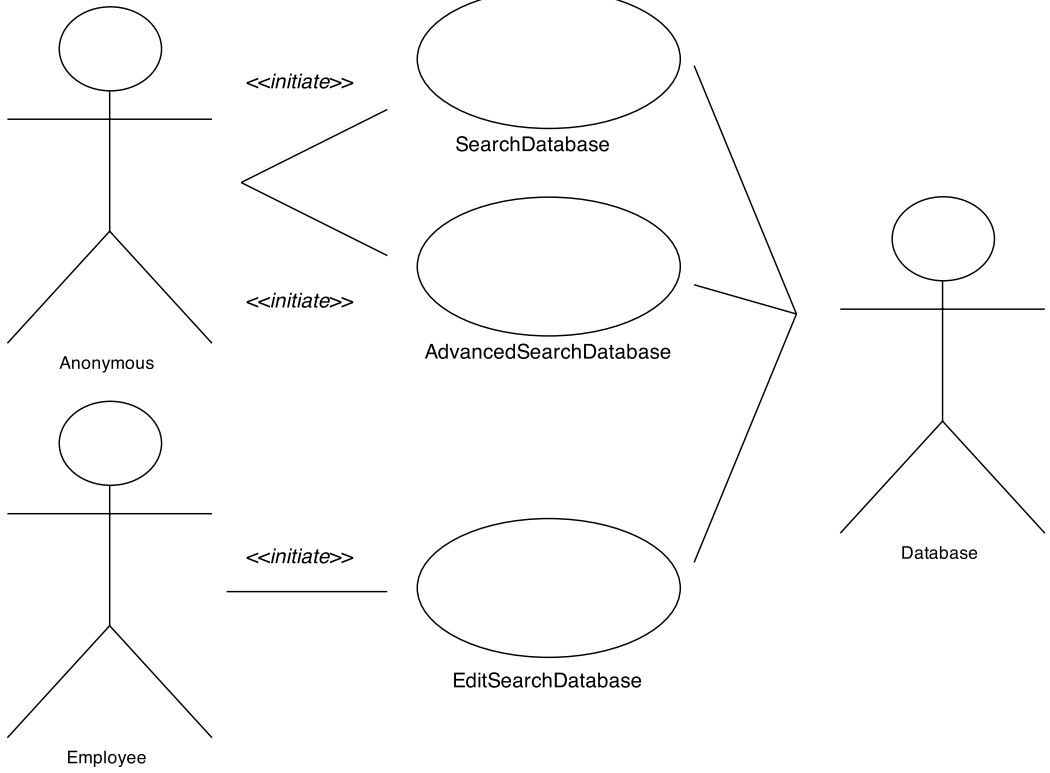 <<initiate>>
SearchDatabase
<<initiate>>
AdvancedSearchDatabase
Anonymous
<<initiate>>
Database
EditSearchDatabase
Employee